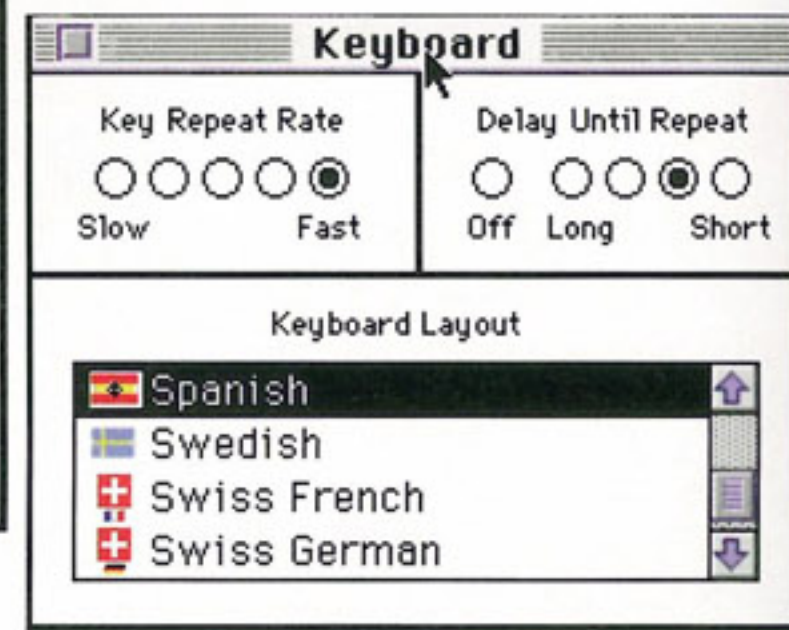 Keyboard
Key Repeat Rate
Slow Fast
Delay Until Repeat
Off Long Short
Keyboard Layout
Spanish
Swedish
Swiss French
Swiss German